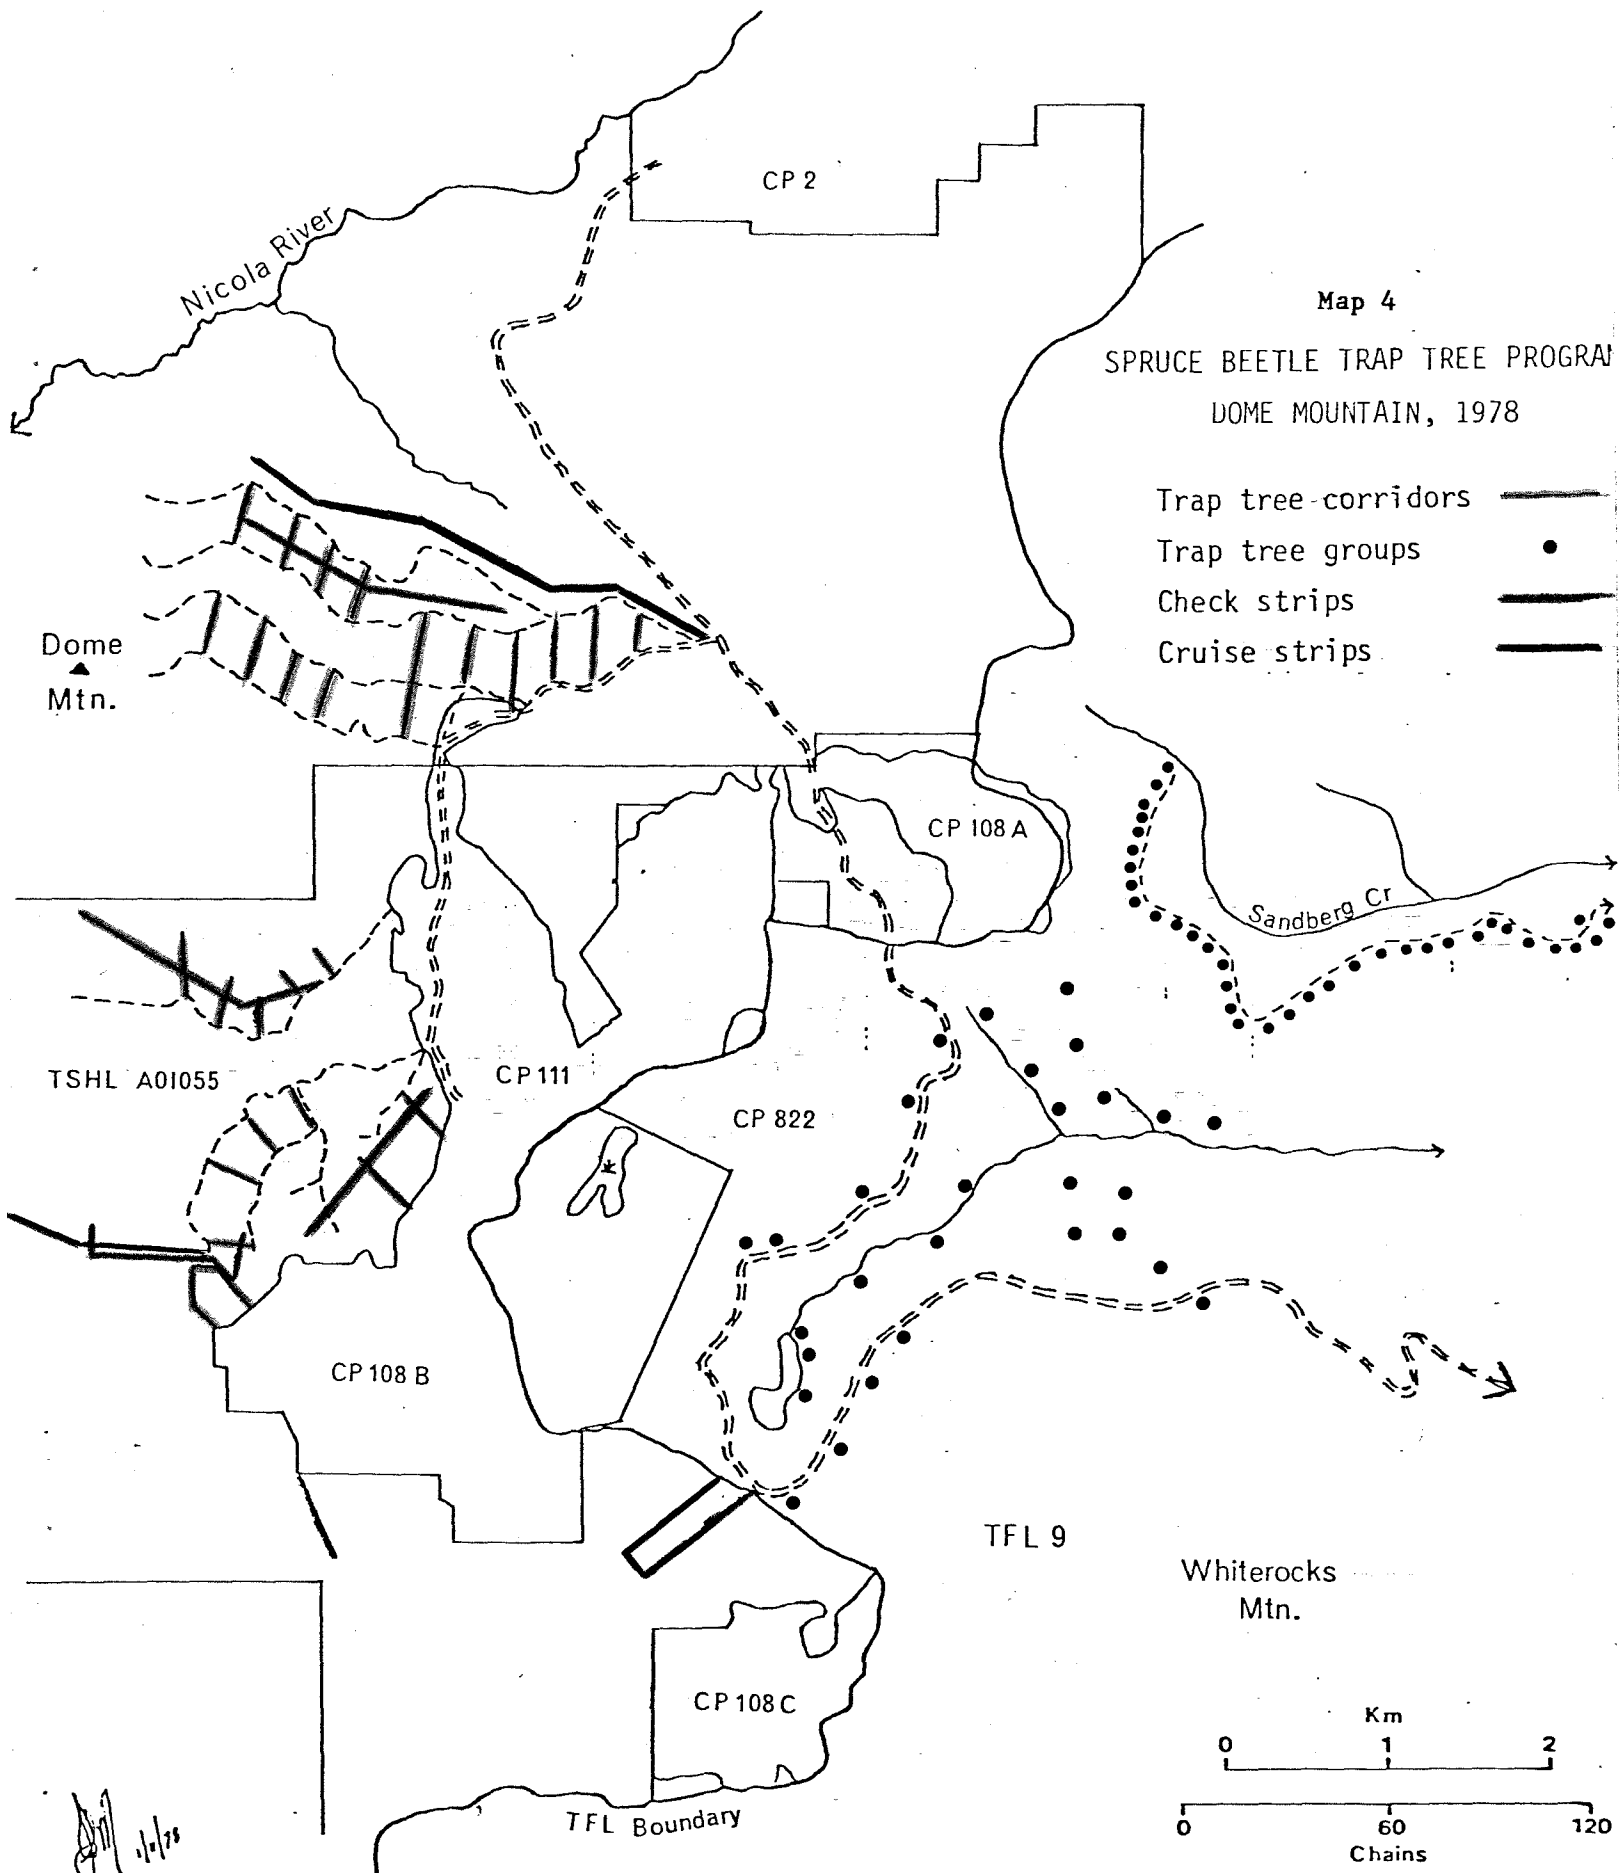 CP 2
Nicola River
Map 4
SPRUCE BEETLE TRAP TREE PROGRAM
DOME MOUNTAIN, 1978
Trap tree corridors
Trap tree groups
Check strips
Cruise strips
Dome
Mtn.
CP 108 A
Sandberg Cr
TSHL A01055
CP 111
CP 822
*
CP 108 B
TFL 9
Whiterocks
Mtn.
CP 108 C
TFL Boundary
Km
0 1 2
0 60 120
Chains